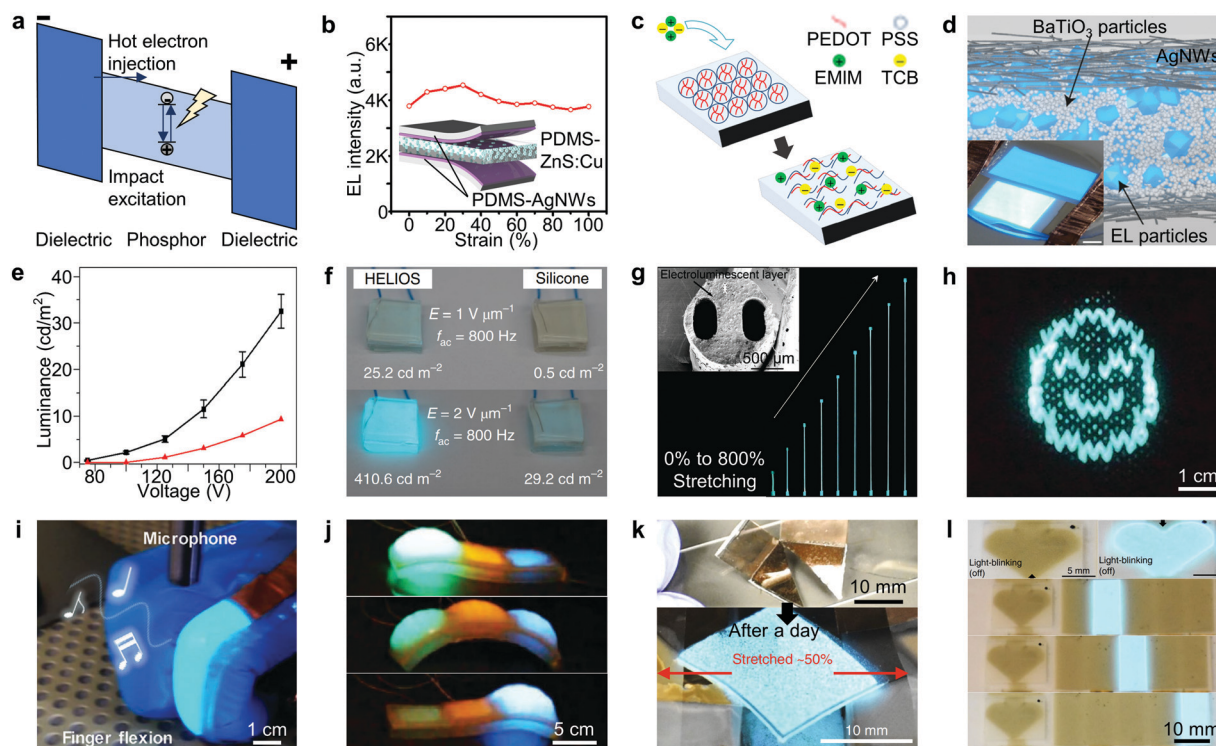 a
−
Hot electron
injection
+
−
+
Impact
excitation
Dielectric Phosphor Dielectric
b
EL intensity (a.u.)
6K
4K
2K
0
PDMS-
ZnS:Cu
PDMS-AgNWs
0 20 40 60 80 100
Strain (%)
c
PEDOT PSS
EMIM TCB
d
BaTiO₃ particles
AgNWs
EL particles
e
Luminance (cd/m²)
40
30
20
10
0
80 120 160 200
Voltage (V)
f
HELIOS Silicone
E = 1 V μm⁻¹
fac = 800 Hz
25.2 cd m⁻² 0.5 cd m⁻²
E = 2 V μm⁻¹
fac = 800 Hz
410.6 cd m⁻² 29.2 cd m⁻²
g
Electroluminescent layer
500 μm
0% to 800%
Stretching
h
1 cm
i
Microphone
Finger flexion
1 cm
j
5 cm
k
10 mm
After a day
Stretched ~50%
10 mm
l
Light-blinking
(off)
5 mm
Light-blinking
(off)
10 mm